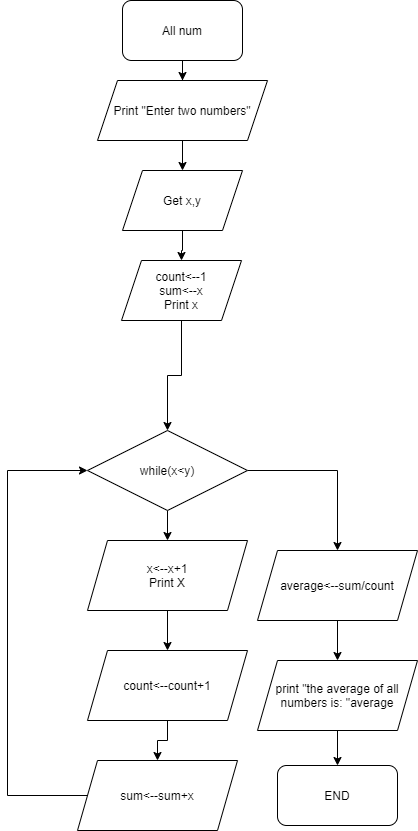 All num
Print "Enter two numbers"
Get x,y
count<--1
sum<--x
Print x
while(x<y)
x<--x+1
Print X
count<--count+1
sum<--sum+x
average<--sum/count
print "the average of all
numbers is: "average
END